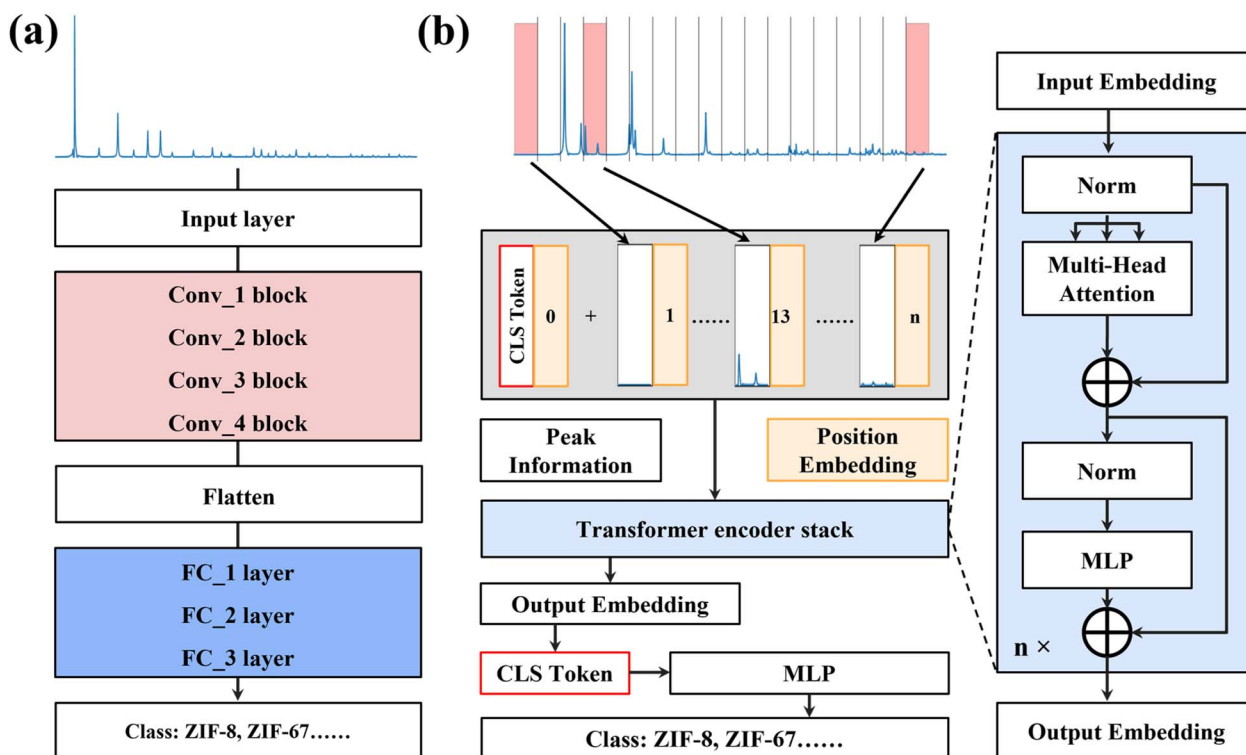 (a)
Input layer
Conv_1 block
Conv_2 block
Conv_3 block
Conv_4 block
Flatten
FC_1 layer
FC_2 layer
FC_3 layer
Class: ZIF-8, ZIF-67......
(b)
CLS Token
0
+
1
......
13
......
n
Peak
Information
Position
Embedding
Transformer encoder stack
Output Embedding
CLS Token
MLP
Class: ZIF-8, ZIF-67......
Input Embedding
Norm
Multi-Head
Attention
Norm
MLP
n ×
Output Embedding